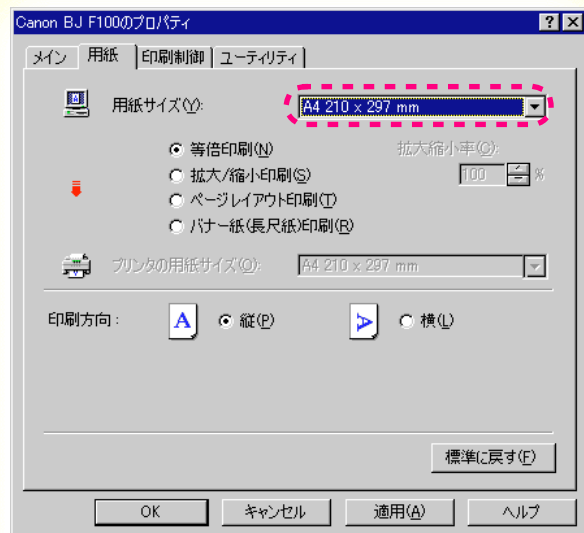 Canon BJ F100のプロパティ
メイン 用紙 印刷制御 ユーティリティ
用紙サイズ(Y): A4 210 x 297 mm
等倍印刷(N) 拡大縮小率(C):
拡大/縮小印刷(S) 100 %
ページレイアウト印刷(T)
バナー紙(長尺紙)印刷(R)
プリンタの用紙サイズ(O): A4 210 x 297 mm
印刷方向: A 縦(P) A 横(L)
標準に戻す(F)
OK キャンセル 適用(A) ヘルプ